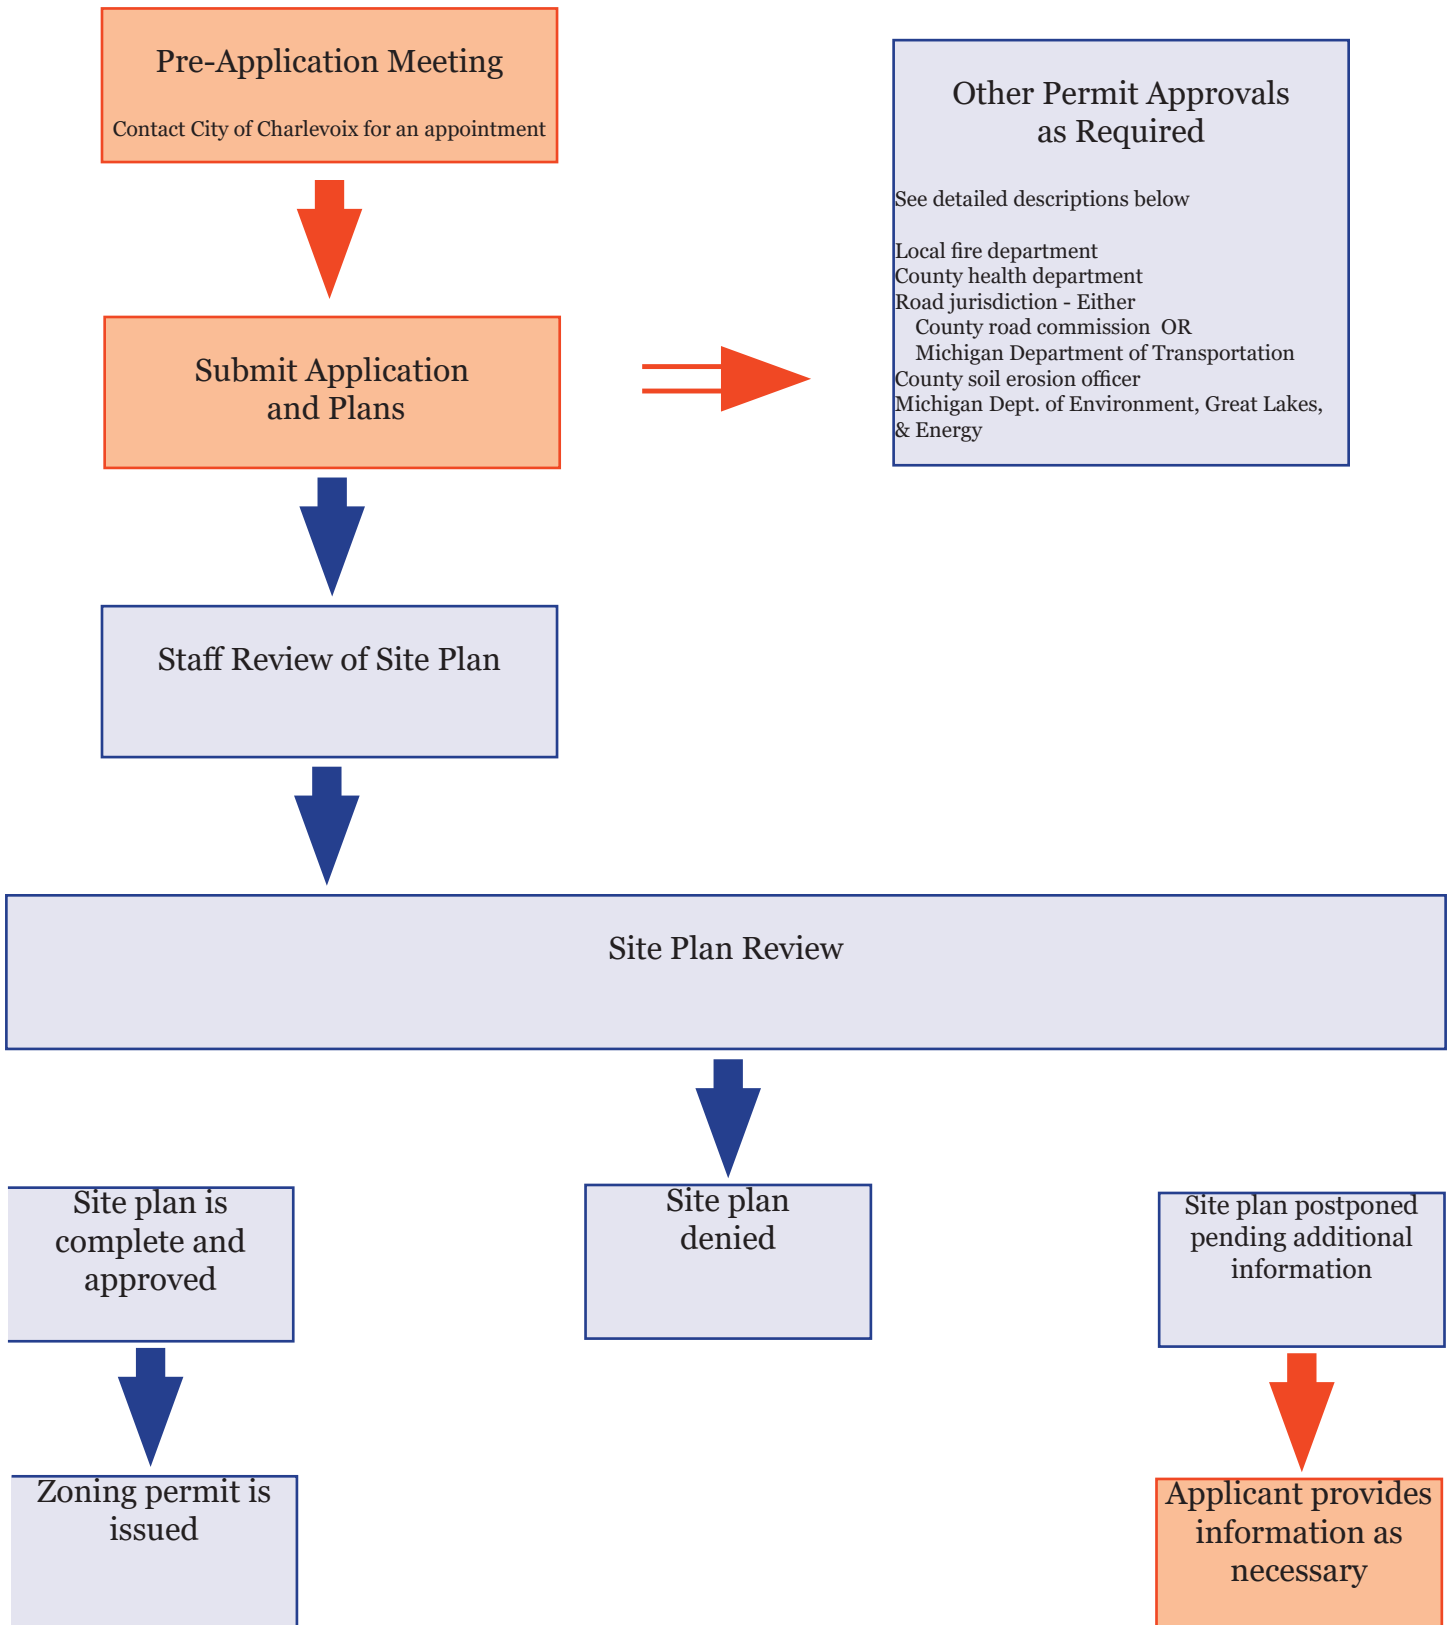 Pre-Application Meeting
Contact City of Charlevoix for an appointment
Other Permit Approvals
as Required
See detailed descriptions below
Local fire department
County health department
Road jurisdiction - Either
County road commission OR
Michigan Department of Transportation
County soil erosion officer
Michigan Dept. of Environment, Great Lakes,
& Energy
Submit Application
and Plans
Staff Review of Site Plan
Site Plan Review
Site plan is
complete and
approved
Site plan
denied
Site plan postponed
pending additional
information
Zoning permit is
issued
Applicant provides
information as
necessary